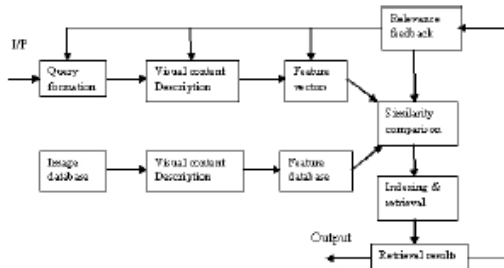 Relevance
feedback
I/P
Query
formation
Visual content
Description
Feature
vectors
Similarity
comparison
Image
database
Visual content
Description
Feature
database
Indexing &
retrieval
Output
Retrieval results